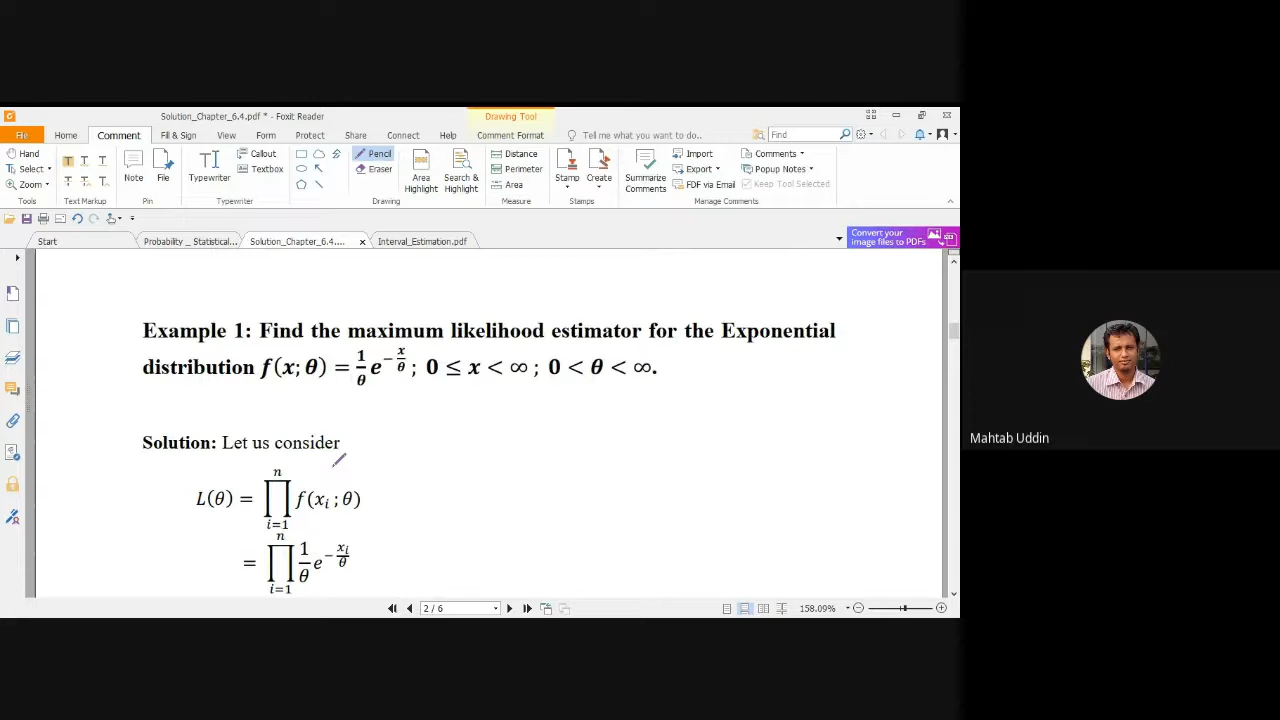 Solution_Chapter_6.4.pdf * - Foxit Reader
Drawing Tool
File Home Comment Fill & Sign View Form Protect Share Connect Help Comment Format Tell me what you want to do.. Find
Hand
Select
Zoom
Tools
T T T
T T T
Text Markup
Note
File
Pin
Typewriter
Callout
Textbox
Typewriter
Pencil
Eraser
Area Highlight
Search & Highlight
Drawing
Distance
Perimeter
Area
Measure
Stamp
Create
Stamps
Summarize Comments
Import
Export
FDF via Email
Comments
Popup Notes
Keep Tool Selected
Manage Comments
Start
Probability _ Statistical...
Solution_Chapter_6.4....
Interval_Estimation.pdf
Convert your
image files to PDFs
Example 1: Find the maximum likelihood estimator for the Exponential
distribution f(x; θ) = 1/θ e^{−x/θ} ; 0 ≤ x < ∞ ; 0 < θ < ∞.
Solution: Let us consider
L(θ) = ∏_{i=1}^{n} f(x_i ; θ)
= ∏_{i=1}^{n} 1/θ e^{−x_i/θ}
2 / 6
158.09%
Mahtab Uddin